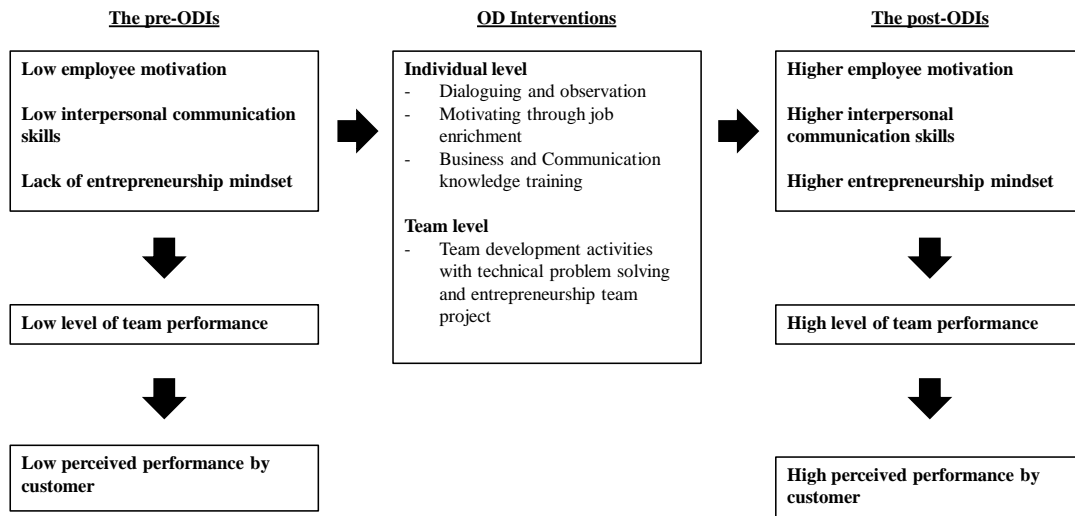 The pre-ODIs
Low employee motivation
Low interpersonal communication
skills
Lack of entrepreneurship mindset
Low level of team performance
Low perceived performance by
customer
OD Interventions
Individual level
- Dialoguing and observation
- Motivating through job
enrichment
- Business and Communication
knowledge training
Team level
- Team development activities
with technical problem solving
and entrepreneurship team
project
The post-ODIs
Higher employee motivation
Higher interpersonal
communication skills
Higher entrepreneurship mindset
High level of team performance
High perceived performance by
customer